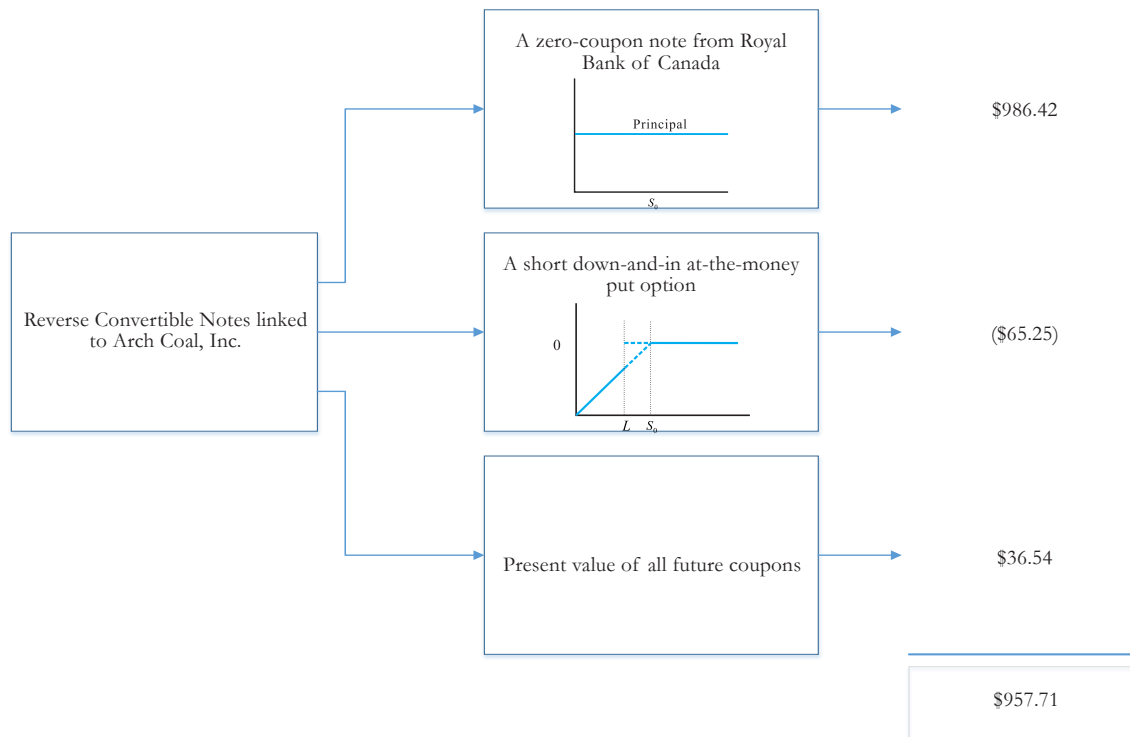 A zero-coupon note from Royal
Bank of Canada
Principal
S₀
$986.42
Reverse Convertible Notes linked
to Arch Coal, Inc.
A short down-and-in at-the-money
put option
0
L S₀
($65.25)
Present value of all future coupons
$36.54
$957.71